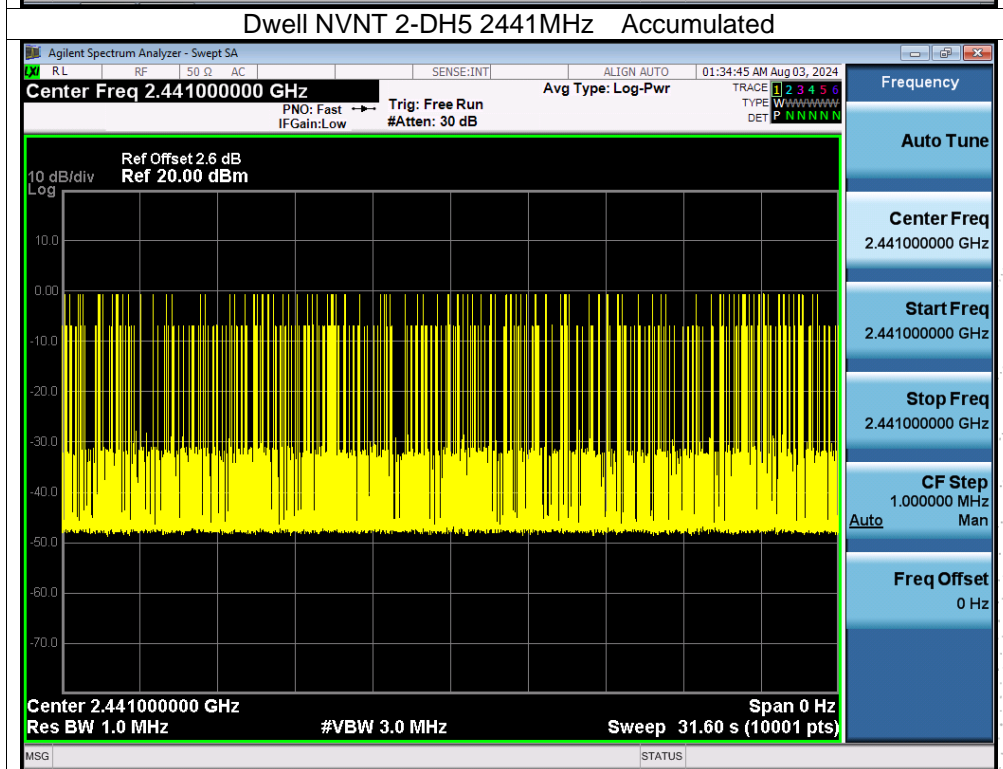 Dwell NVNT 2-DH5 2441MHz Accumulated
Agilent Spectrum Analyzer - Swept SA
LXI RL RF 50 Ω AC SENSE:INT ALIGN AUTO 01:34:45 AM Aug 03, 2024
Center Freq 2.441000000 GHz
PNO: Fast
IFGain:Low
Trig: Free Run
#Atten: 30 dB
Avg Type: Log-Pwr
TRACE 1 2 3 4 5 6
TYPE W W W W W W
DET P N N N N N
Ref Offset 2.6 dB
10 dB/div Ref 20.00 dBm
Log
10.0
0.00
-10.0
-20.0
-30.0
-40.0
-50.0
-60.0
-70.0
Center 2.441000000 GHz Span 0 Hz
Res BW 1.0 MHz #VBW 3.0 MHz Sweep 31.60 s (10001 pts)
MSG STATUS
Frequency
Auto Tune
Center Freq
2.441000000 GHz
Start Freq
2.441000000 GHz
Stop Freq
2.441000000 GHz
CF Step
1.000000 MHz
Auto Man
Freq Offset
0 Hz